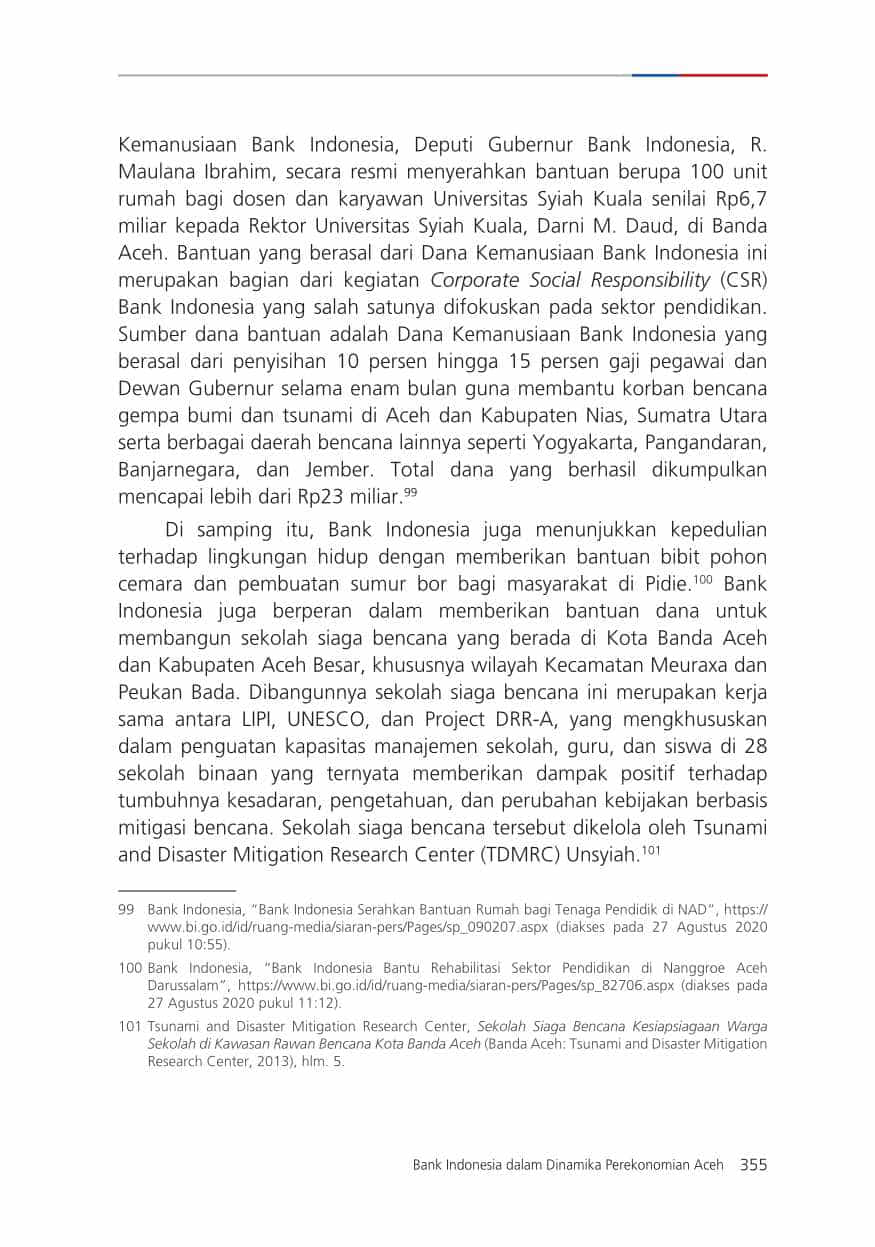 Kemanusiaan Bank Indonesia, Deputi Gubernur Bank Indonesia, R.
Maulana Ibrahim, secara resmi menyerahkan bantuan berupa 100 unit
rumah bagi dosen dan karyawan Universitas Syiah Kuala senilai Rp6,7
miliar kepada Rektor Universitas Syiah Kuala, Darni M. Daud, di Banda
Aceh. Bantuan yang berasal dari Dana Kemanusiaan Bank Indonesia ini
merupakan bagian dari kegiatan Corporate Social Responsibility (CSR)
Bank Indonesia yang salah satunya difokuskan pada sektor pendidikan.
Sumber dana bantuan adalah Dana Kemanusiaan Bank Indonesia yang
berasal dari penyisihan 10 persen hingga 15 persen gaji pegawai dan
Dewan Gubernur selama enam bulan guna membantu korban bencana
gempa bumi dan tsunami di Aceh dan Kabupaten Nias, Sumatra Utara
serta berbagai daerah bencana lainnya seperti Yogyakarta, Pangandaran,
Banjarnegara, dan Jember. Total dana yang berhasil dikumpulkan
mencapai lebih dari Rp23 miliar.99
Di samping itu, Bank Indonesia juga menunjukkan kepedulian
terhadap lingkungan hidup dengan memberikan bantuan bibit pohon
cemara dan pembuatan sumur bor bagi masyarakat di Pidie.100 Bank
Indonesia juga berperan dalam memberikan bantuan dana untuk
membangun sekolah siaga bencana yang berada di Kota Banda Aceh
dan Kabupaten Aceh Besar, khususnya wilayah Kecamatan Meuraxa dan
Peukan Bada. Dibangunnya sekolah siaga bencana ini merupakan kerja
sama antara LIPI, UNESCO, dan Project DRR-A, yang mengkhususkan
dalam penguatan kapasitas manajemen sekolah, guru, dan siswa di 28
sekolah binaan yang ternyata memberikan dampak positif terhadap
tumbuhnya kesadaran, pengetahuan, dan perubahan kebijakan berbasis
mitigasi bencana. Sekolah siaga bencana tersebut dikelola oleh Tsunami
and Disaster Mitigation Research Center (TDMRC) Unsyiah.101
99 Bank Indonesia, “Bank Indonesia Serahkan Bantuan Rumah bagi Tenaga Pendidik di NAD”, https://
www.bi.go.id/id/ruang-media/siaran-pers/Pages/sp_090207.aspx (diakses pada 27 Agustus 2020
pukul 10:55).
100 Bank Indonesia, “Bank Indonesia Bantu Rehabilitasi Sektor Pendidikan di Nanggroe Aceh
Darussalam”, https://www.bi.go.id/id/ruang-media/siaran-pers/Pages/sp_82706.aspx (diakses pada
27 Agustus 2020 pukul 11:12).
101 Tsunami and Disaster Mitigation Research Center, Sekolah Siaga Bencana Kesiapsiagaan Warga
Sekolah di Kawasan Rawan Bencana Kota Banda Aceh (Banda Aceh: Tsunami and Disaster Mitigation
Research Center, 2013), hlm. 5.
Bank Indonesia dalam Dinamika Perekonomian Aceh 355